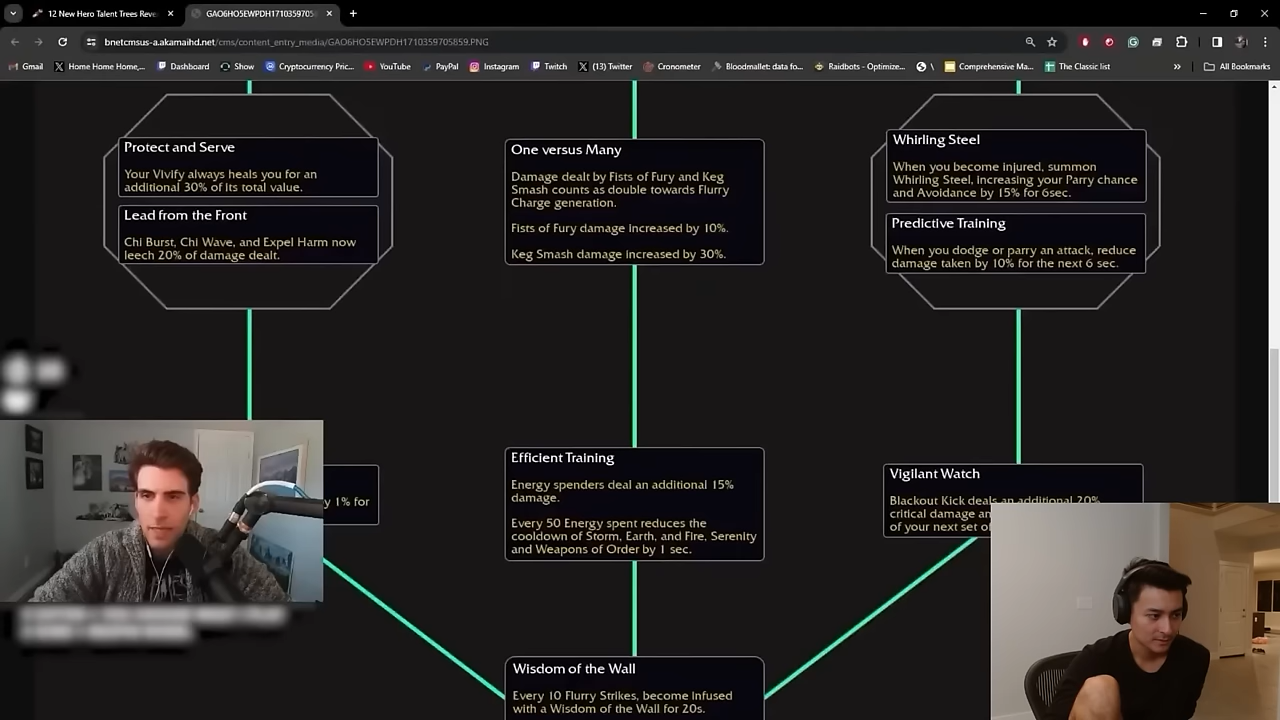 12 New Hero Talent Trees Reve
GAO6HO5EWPDH1710359705
bnetcmsus-a.akamaihd.net/cms/content_entry_media/GAO6HO5EWPDH1710359705859.PNG
Gmail
Home Home Home,...
Dashboard
Show
Cryptocurrency Pric...
YouTube
PayPal
Instagram
Twitch
(13) Twitter
Cronometer
Bloodmallet: data fo...
Raidbots - Optimize...
\
Comprehensive Ma...
The Classic list
»
All Bookmarks
Protect and Serve
Your Vivify always heals you for an
additional 30% of its total value.
Lead from the Front
Chi Burst, Chi Wave, and Expel Harm now
leech 20% of damage dealt.
One versus Many
Damage dealt by Fists of Fury and Keg
Smash counts as double towards Flurry
Charge generation.
Fists of Fury damage increased by 10%.
Keg Smash damage increased by 30%.
Whirling Steel
When you become injured, summon
Whirling Steel, increasing your Parry chance
and Avoidance by 15% for 6sec.
Predictive Training
When you dodge or parry an attack, reduce
damage taken by 10% for the next 6 sec.
y 1% for
Efficient Training
Energy spenders deal an additional 15%
damage.
Every 50 Energy spent reduces the
cooldown of Storm, Earth, and Fire, Serenity
and Weapons of Order by 1 sec.
Vigilant Watch
Blackout Kick deals an additional 20%
critical damage an
of your next set o
Wisdom of the Wall
Every 10 Flurry Strikes, become infused
with a Wisdom of the Wall for 20s.